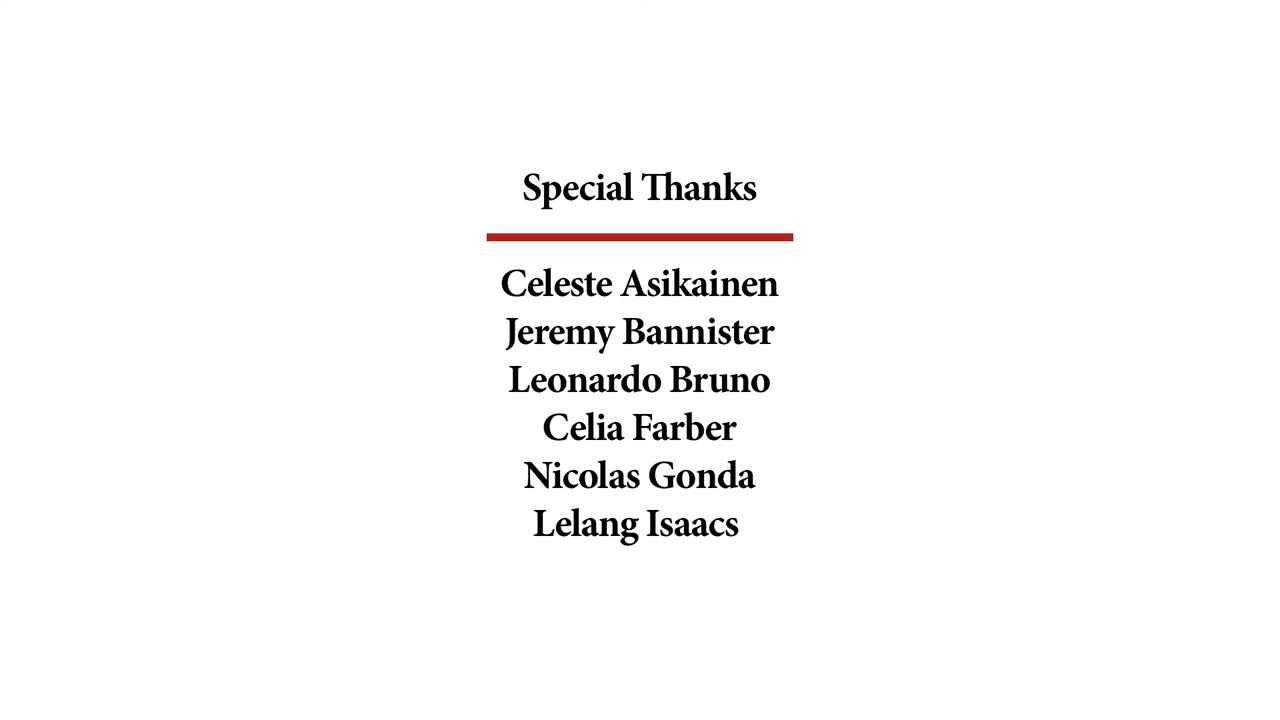 Special Thanks
Celeste Asikainen
Jeremy Bannister
Leonardo Bruno
Celia Farber
Nicolas Gonda
Lelang Isaacs